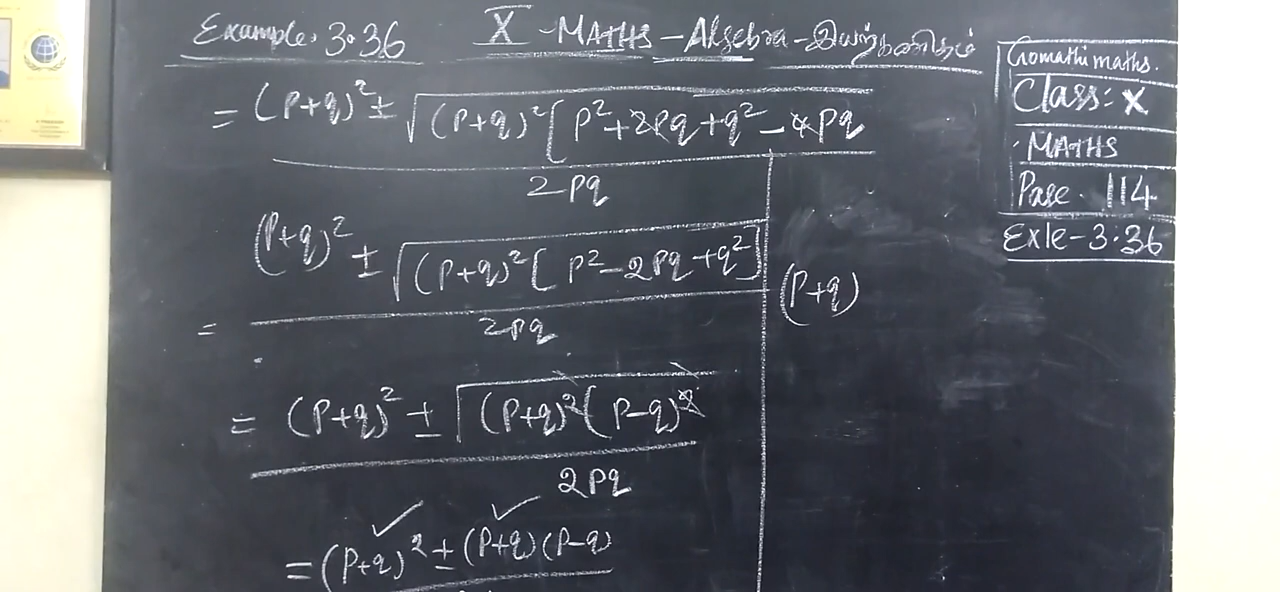 Example. 3.36
X - MATHS - Algebra - இயற்கணிதம்
Gomathi maths.
Class: X
MATHS
Page. 114
Exle - 3.36
= (P+q)² ± √(P+q)² [P²+2Pq+q²-4Pq
2Pq
(P+q)² ± √(P+q)² [P²-2Pq+q²]
=
2Pq
(P+q)
= (P+q)² ± √(P+q)² (P-q)²
2Pq
= (P+q)² ± (P+q)(P-q)